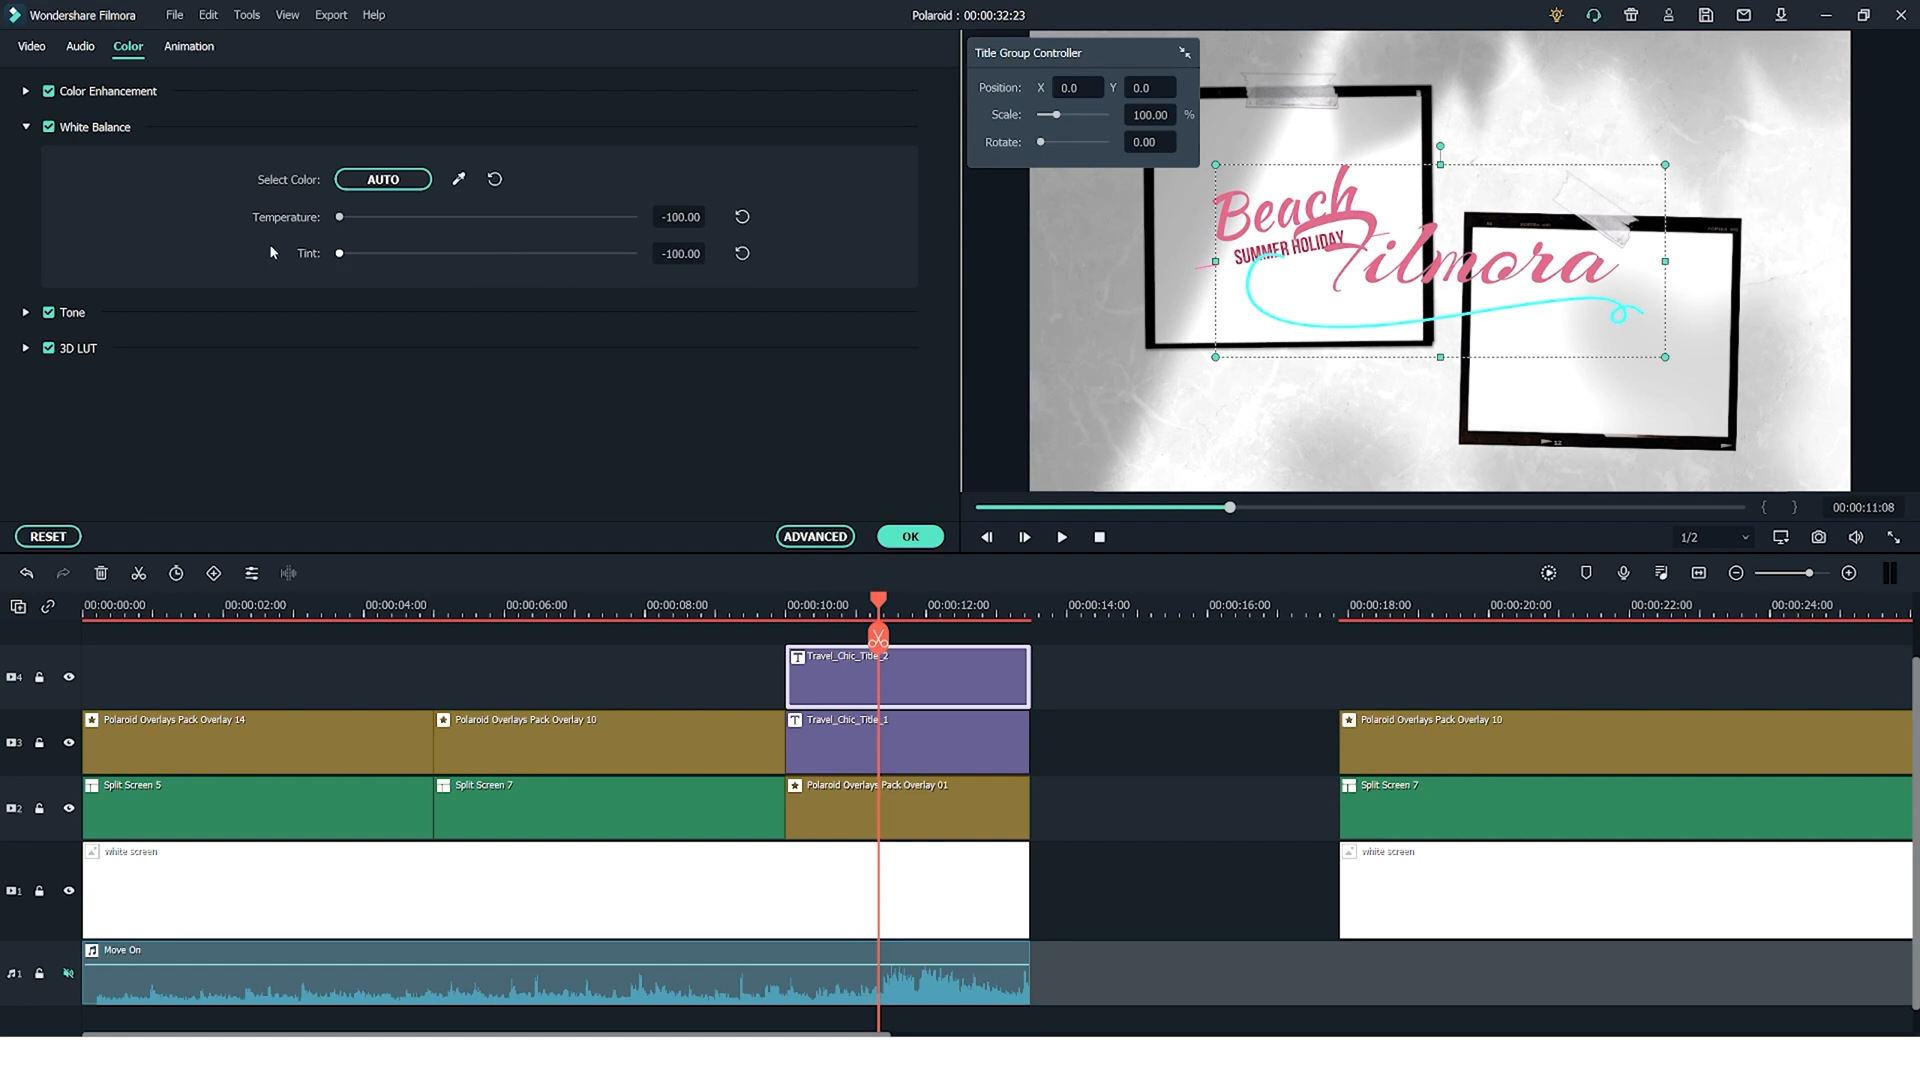 Wondershare Filmora
File
Edit
Tools
View
Export
Help
Polaroid : 00:00:32:23
Video
Audio
Color
Animation
Color Enhancement
White Balance
Select Color:
AUTO
Temperature:
-100.00
Tint:
-100.00
Tone
3D LUT
RESET
ADVANCED
OK
Title Group Controller
Position:
X
0.0
Y
0.0
Scale:
100.00
%
Rotate:
0.00
Beach
SUMMER HOLIDAY
Filmora
12
{ }
00:00:11:08
1/2
00:00:00:00
00:00:02:00
00:00:04:00
00:00:06:00
00:00:08:00
00:00:10:00
00:00:12:00
00:00:14:00
00:00:16:00
00:00:18:00
00:00:20:00
00:00:22:00
00:00:24:00
4
T Travel_Chic_Title_2
3
Polaroid Overlays Pack Overlay 14
Polaroid Overlays Pack Overlay 10
T Travel_Chic_Title_1
Polaroid Overlays Pack Overlay 10
2
Split Screen 5
Split Screen 7
Polaroid Overlays Pack Overlay 01
Split Screen 7
1
white screen
white screen
1
Move On